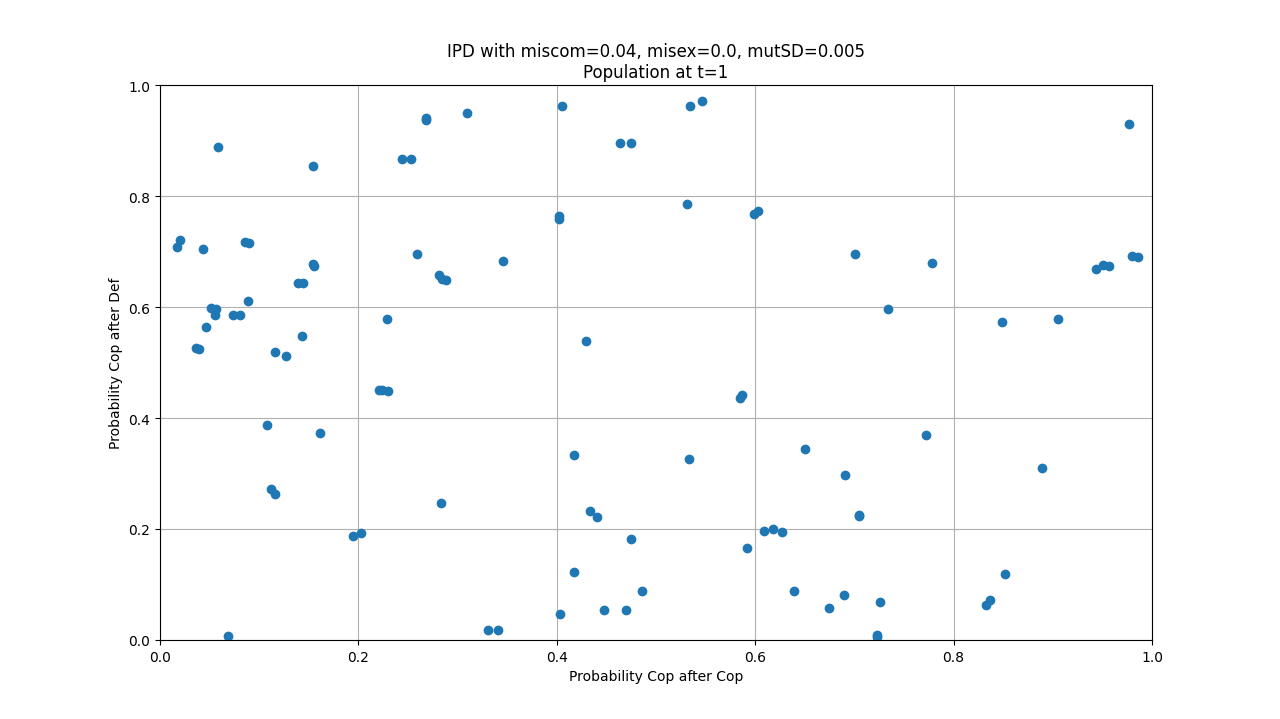 IPD with miscom=0.04, misex=0.0, mutSD=0.005
Population at t=1
1.0
0.8
0.6
0.4
0.2
0.0
Probability Cop after Def
0.0 0.2 0.4 0.6 0.8 1.0
Probability Cop after Cop